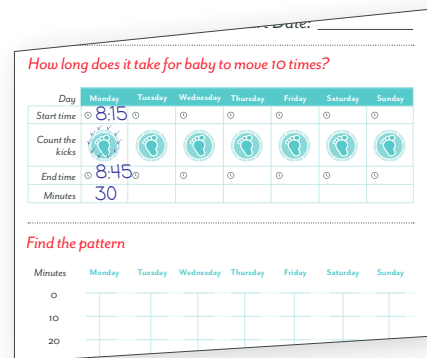 Date:
How long does it take for baby to move 10 times?
Day Monday Tuesday Wednesday Thursday Friday Saturday Sunday
Start time 8:15
Count the
kicks
End time 8:45
Minutes 30
Find the pattern
Minutes Monday Tuesday Wednesday Thursday Friday Saturday Sunday
0
10
20